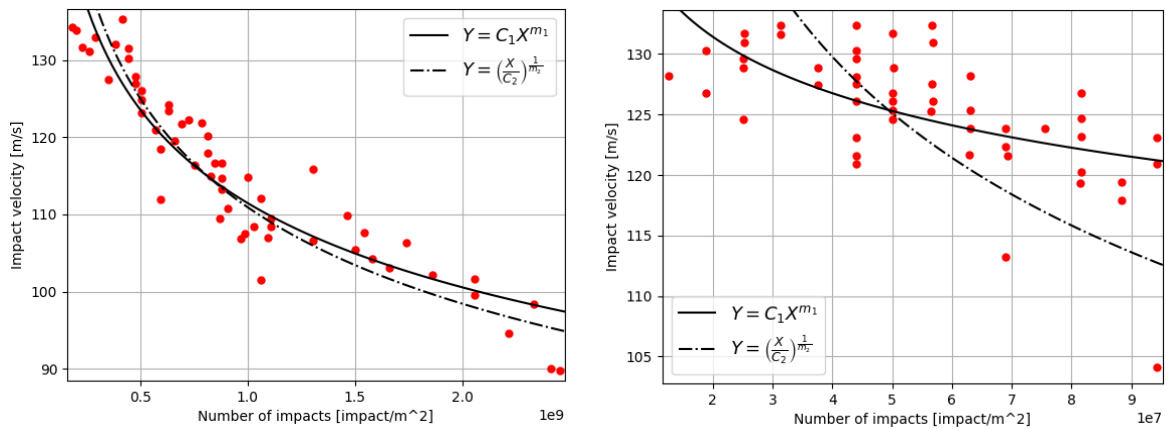 Impact velocity [m/s]
130
120
110
100
90
Y = C₁X^{m₁}
Y = (X/C₂)^{1/m₂}
0.5 1.0 1.5 2.0
1e9
Number of impacts [impact/m^2]
Impact velocity [m/s]
130
125
120
115
110
105
Y = C₁X^{m₁}
Y = (X/C₂)^{1/m₂}
2 3 4 5 6 7 8 9
1e7
Number of impacts [impact/m^2]